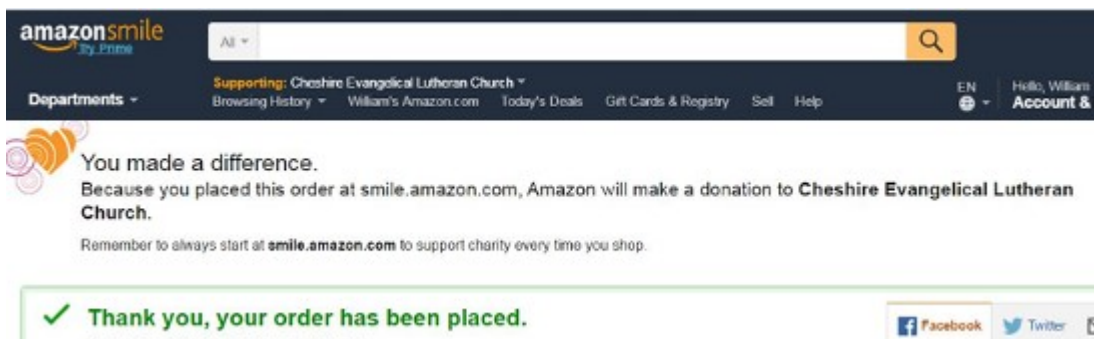 amazonsmile
Try Prime
All
Supporting: Cheshire Evangelical Lutheran Church
Departments
Browsing History William's Amazon.com Today's Deals Gift Cards & Registry Sell Help
EN
Hello, William
Account &
You made a difference.
Because you placed this order at smile.amazon.com, Amazon will make a donation to Cheshire Evangelical Lutheran
Church.
Remember to always start at smile.amazon.com to support charity every time you shop.
Thank you, your order has been placed.
Facebook Twitter